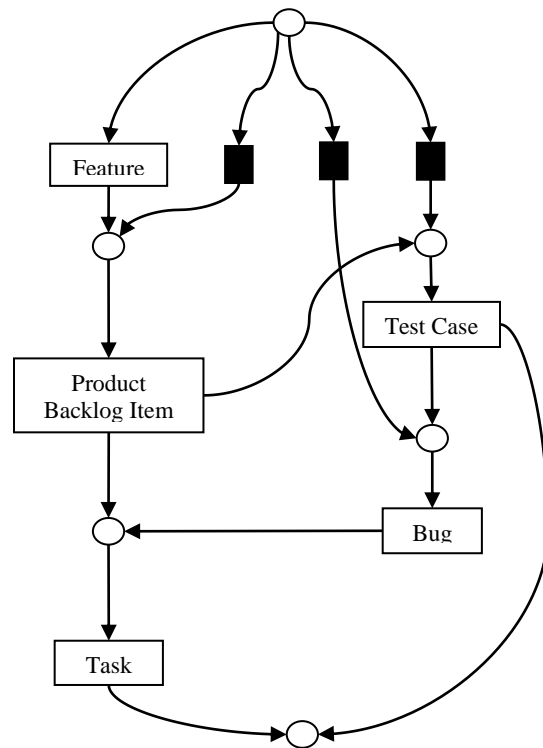 Feature
Test Case
Product
Backlog Item
Bug
Task